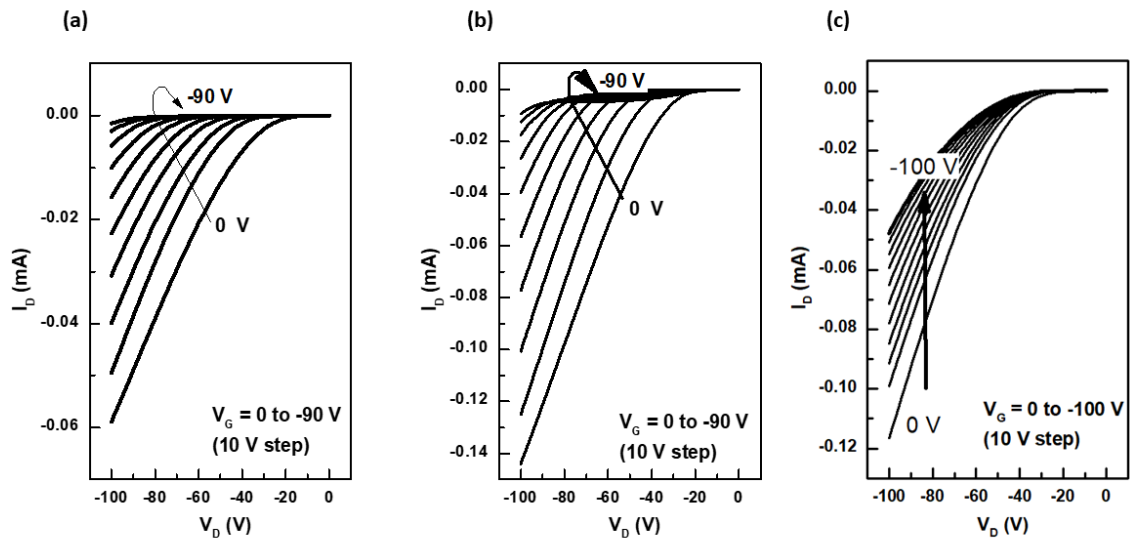 (a)
0.00
-0.02
-0.04
-0.06
-100 -80 -60 -40 -20 0
I_D (mA)
V_D (V)
-90 V
0 V
V_G = 0 to -90 V
(10 V step)
(b)
0.00
-0.02
-0.04
-0.06
-0.08
-0.10
-0.12
-0.14
-100 -80 -60 -40 -20 0
I_D (mA)
V_D (V)
-90 V
0 V
V_G = 0 to -90 V
(10 V step)
(c)
0.00
-0.02
-0.04
-0.06
-0.08
-0.10
-0.12
-100 -80 -60 -40 -20 0
I_D (mA)
V_D (V)
-100 V
0 V
V_G = 0 to -100 V
(10 V step)